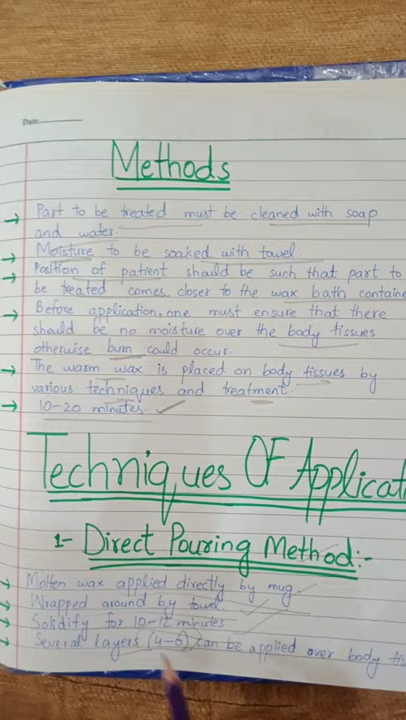 Date
Methods
→ Part to be treated must be cleaned with soap
and water
→ Moisture to be soaked with towel.
→ Position of patient should be such that part to
be treated comes closer to the wax bath containe
→ Before application, one must ensure that there
should be no moisture over the body tissues
otherwise burn could occur.
→ The warm wax is placed on body tissues by
various techniques and treatment.
→ 10-20 minutes.
Techniques Of Applicat
1- Direct Pouring Method:-
→ Molten wax applied directly by mug.
→ Wrapped around by towel
→ Solidify for 10-12 minutes
→ Several layers (4-6) can be applied over body tis